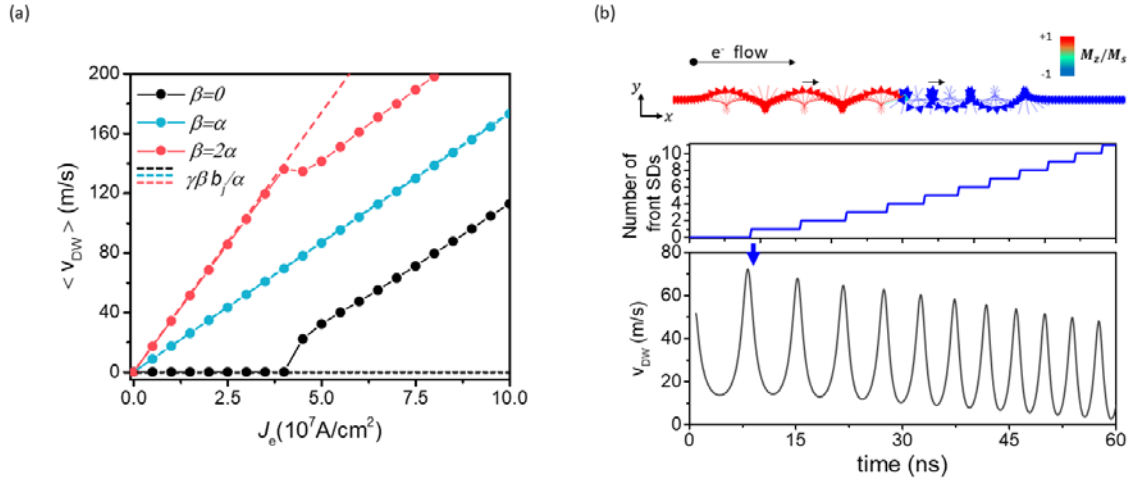 (a)
200
160
120
80
40
0
< v_DW > (m/s)
β=0
β=α
β=2α
γβ b_j/α
0.0 2.5 5.0 7.5 10.0
J_e(10^7A/cm^2)
(b)
e^- flow
+1
-1
M_z/M_s
y
x
Number of
front SDs
10
8
6
4
2
0
80
60
40
20
0
v_DW (m/s)
0 15 30 45 60
time (ns)